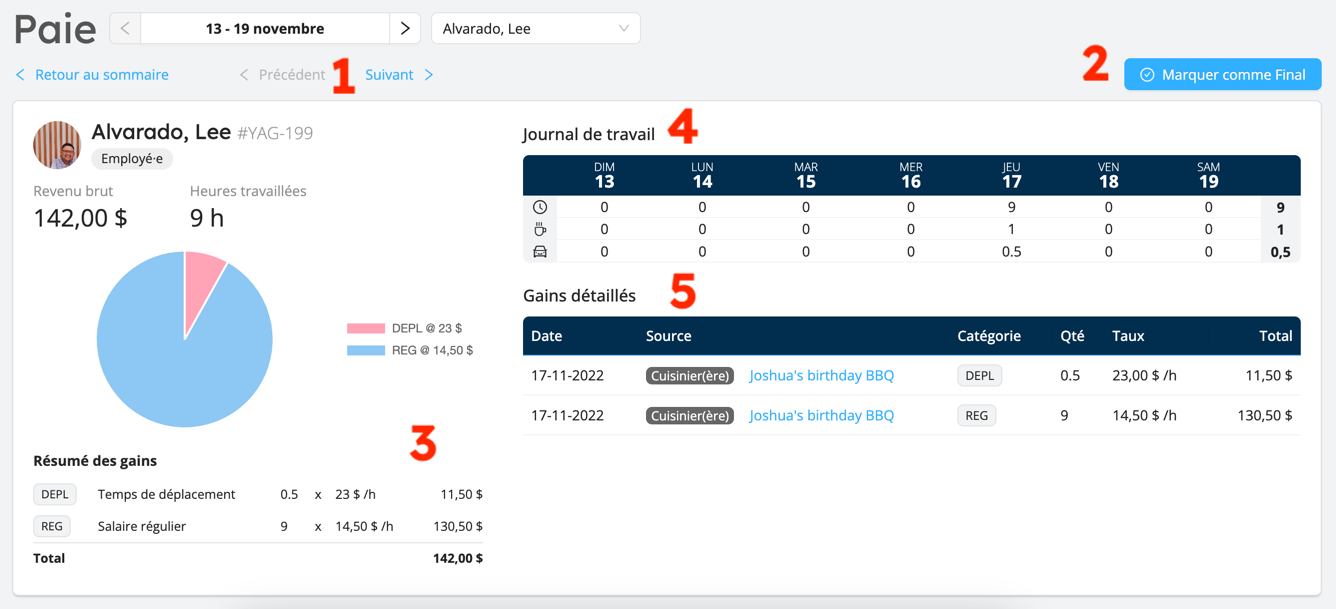 Paie
13 - 19 novembre
Alvarado, Lee
Retour au sommaire
Précédent
1
Suivant
2
Marquer comme Final
Alvarado, Lee #YAG-199
Employé·e
Revenu brut Heures travaillées
142,00 $ 9 h
DEPL @ 23 $
REG @ 14,50 $
3
Résumé des gains
DEPL Temps de déplacement 0.5 x 23 $ /h 11,50 $
REG Salaire régulier 9 x 14,50 $ /h 130,50 $
Total 142,00 $
Journal de travail 4
DIM LUN MAR MER JEU VEN SAM
13 14 15 16 17 18 19
0 0 0 0 9 0 0 9
0 0 0 0 1 0 0 1
0 0 0 0 0.5 0 0 0,5
Gains détaillés 5
Date Source Catégorie Qté Taux Total
17-11-2022 Cuisinier(ère) Joshua's birthday BBQ DEPL 0.5 23,00 $ /h 11,50 $
17-11-2022 Cuisinier(ère) Joshua's birthday BBQ REG 9 14,50 $ /h 130,50 $